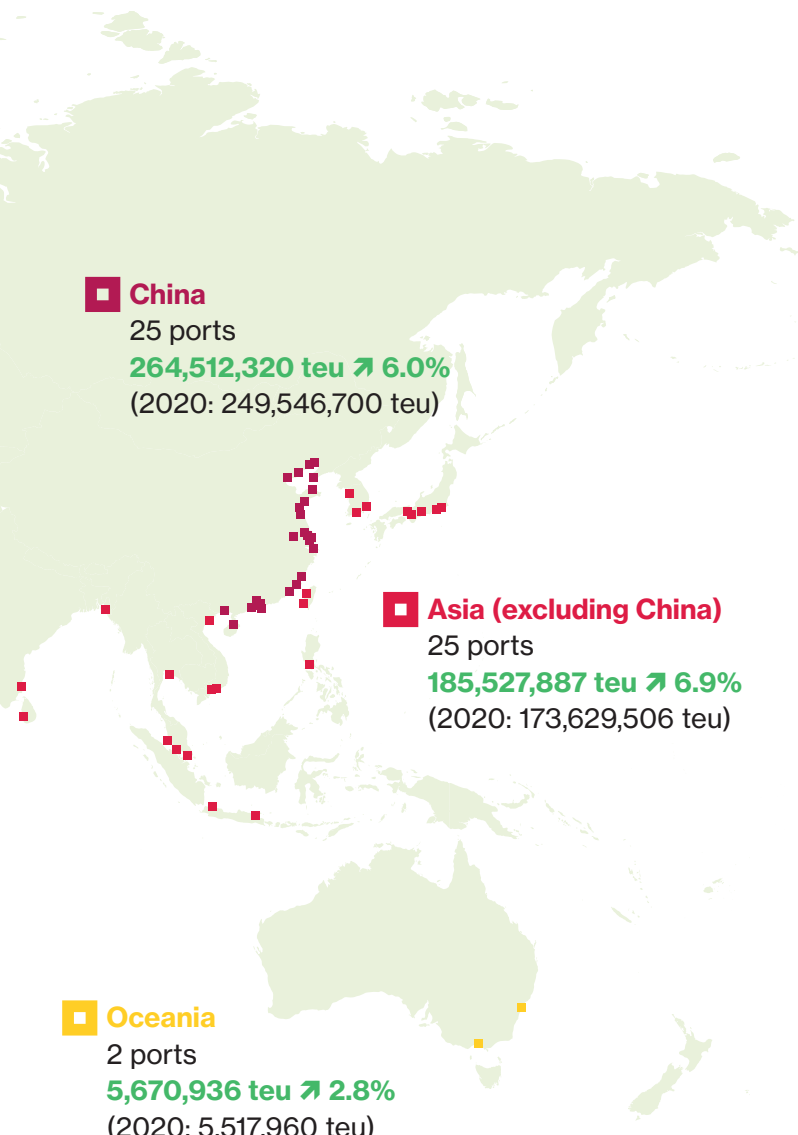 China
25 ports
264,512,320 teu ↗ 6.0%
(2020: 249,546,700 teu)
Asia (excluding China)
25 ports
185,527,887 teu ↗ 6.9%
(2020: 173,629,506 teu)
Oceania
2 ports
5,670,936 teu ↗ 2.8%
(2020: 5,517,960 teu)